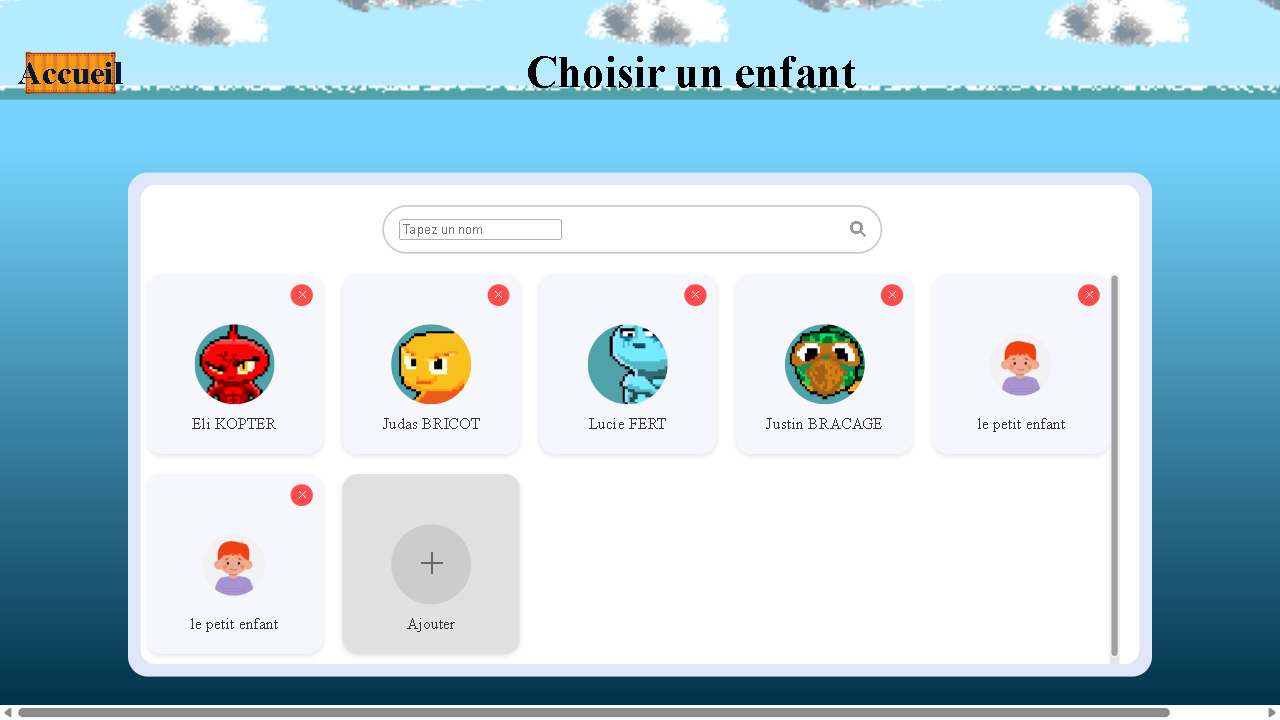 Accueil
Choisir un enfant
Tapez un nom
Eli KOPTER
Judas BRICOT
Lucie FERT
Justin BRACAGE
le petit enfant
le petit enfant
Ajouter